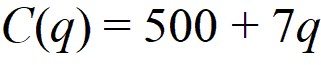 C(q) = 500 + 7q